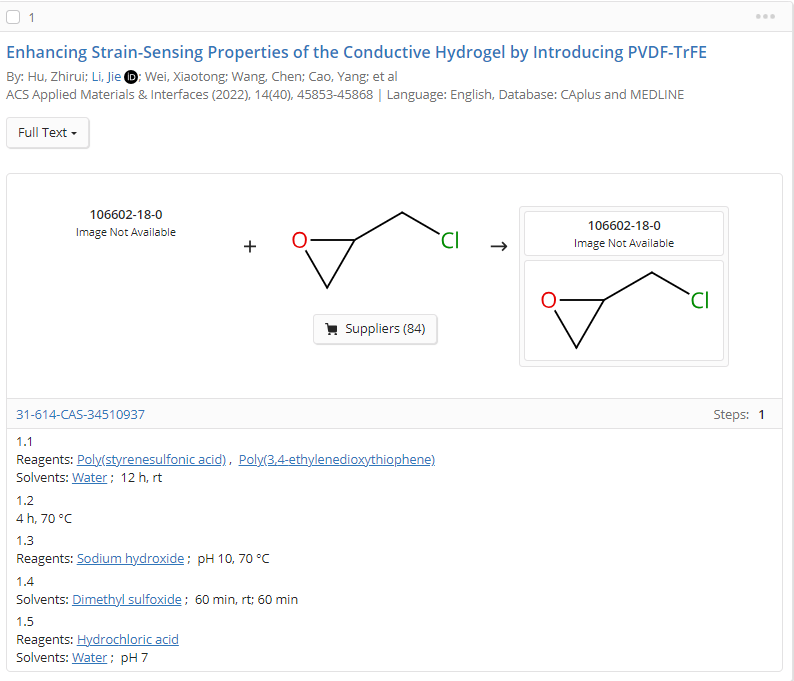 1
Enhancing Strain-Sensing Properties of the Conductive Hydrogel by Introducing PVDF-TrFE
By: Hu, Zhirui; Li, Jie iD; Wei, Xiaotong; Wang, Chen; Cao, Yang; et al
ACS Applied Materials & Interfaces (2022), 14(40), 45853-45868 | Language: English, Database: CAplus and MEDLINE
Full Text
106602-18-0
Image Not Available
+
O
Cl
Suppliers (84)
→
106602-18-0
Image Not Available
O
Cl
31-614-CAS-34510937 Steps: 1
1.1
Reagents: Poly(styrenesulfonic acid) , Poly(3,4-ethylenedioxythiophene)
Solvents: Water ; 12 h, rt
1.2
4 h, 70 °C
1.3
Reagents: Sodium hydroxide ; pH 10, 70 °C
1.4
Solvents: Dimethyl sulfoxide ; 60 min, rt; 60 min
1.5
Reagents: Hydrochloric acid
Solvents: Water ; pH 7